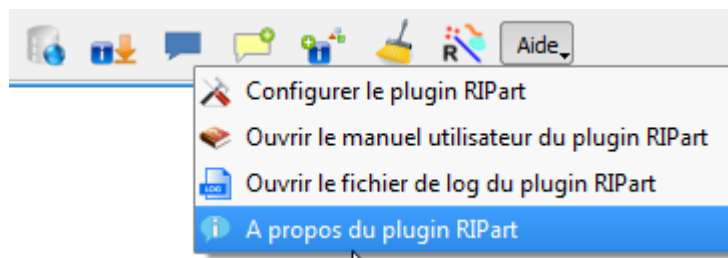 R
Aide
Configurer le plugin RIPart
Ouvrir le manuel utilisateur du plugin RIPart
LOG
Ouvrir le fichier de log du plugin RIPart
A propos du plugin RIPart